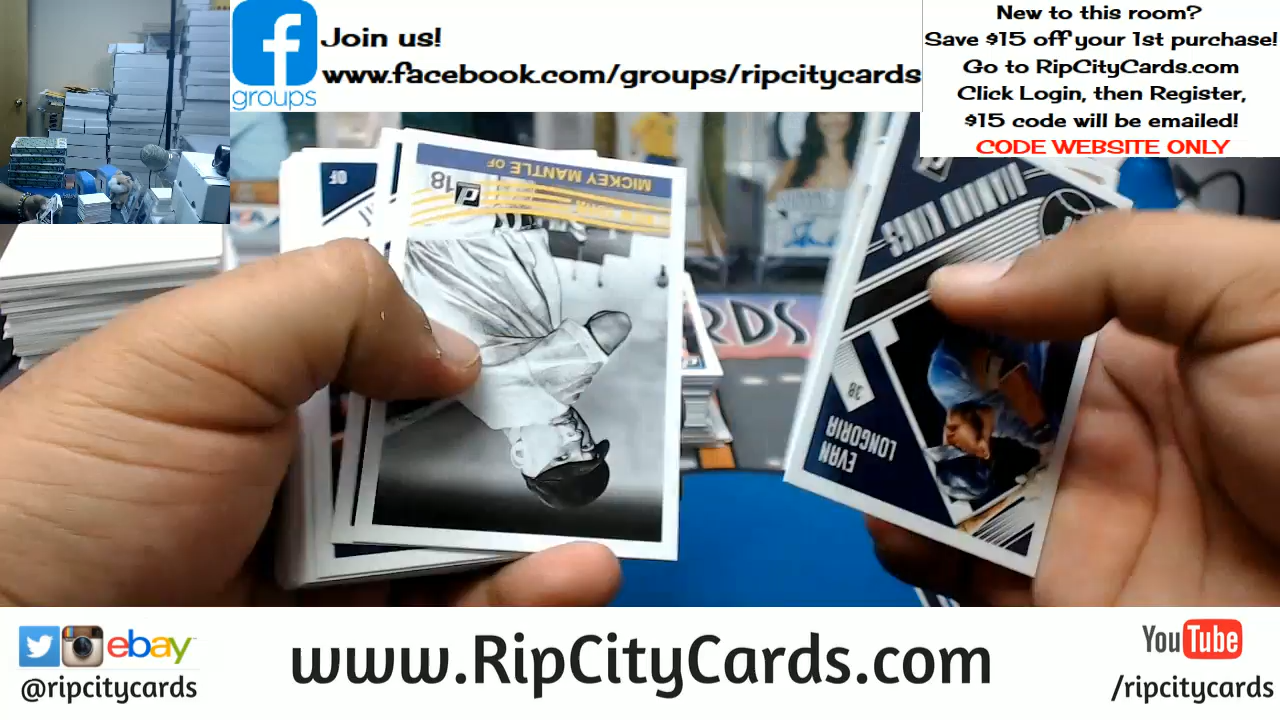 Join us!
www.facebook.com/groups/ripcitycards
groups
New to this room?
Save $15 off your 1st purchase!
Go to RipCityCards.com
Click Login, then Register,
$15 code will be emailed!
CODE WEBSITE ONLY
MICKEY MANTLE OF
18
OF
RDS
38
EVAN
LONGORIA
ebay
@ripcitycards
www.RipCityCards.com
YouTube
/ripcitycards